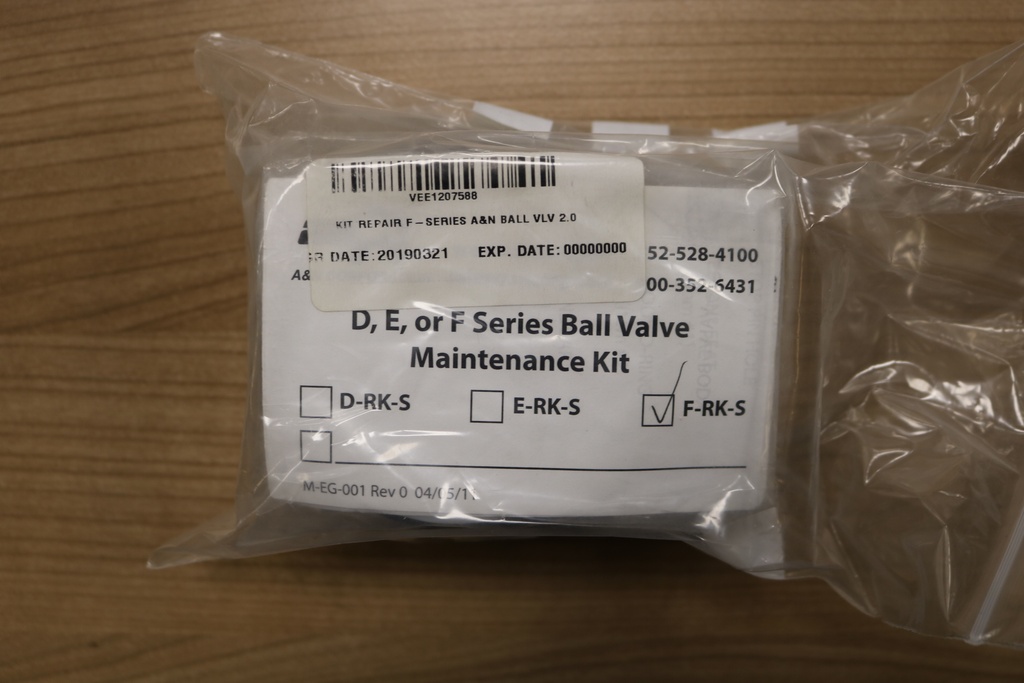 VEE1207588
KIT REPAIR F-SERIES A&N BALL VLV 2.0
DATE:20190321 EXP. DATE:00000000
52-528-4100
A&
00-352-6431
D, E, or F Series Ball Valve
Maintenance Kit
D-RK-S E-RK-S F-RK-S
M-EG-001 Rev 0 04/05/11